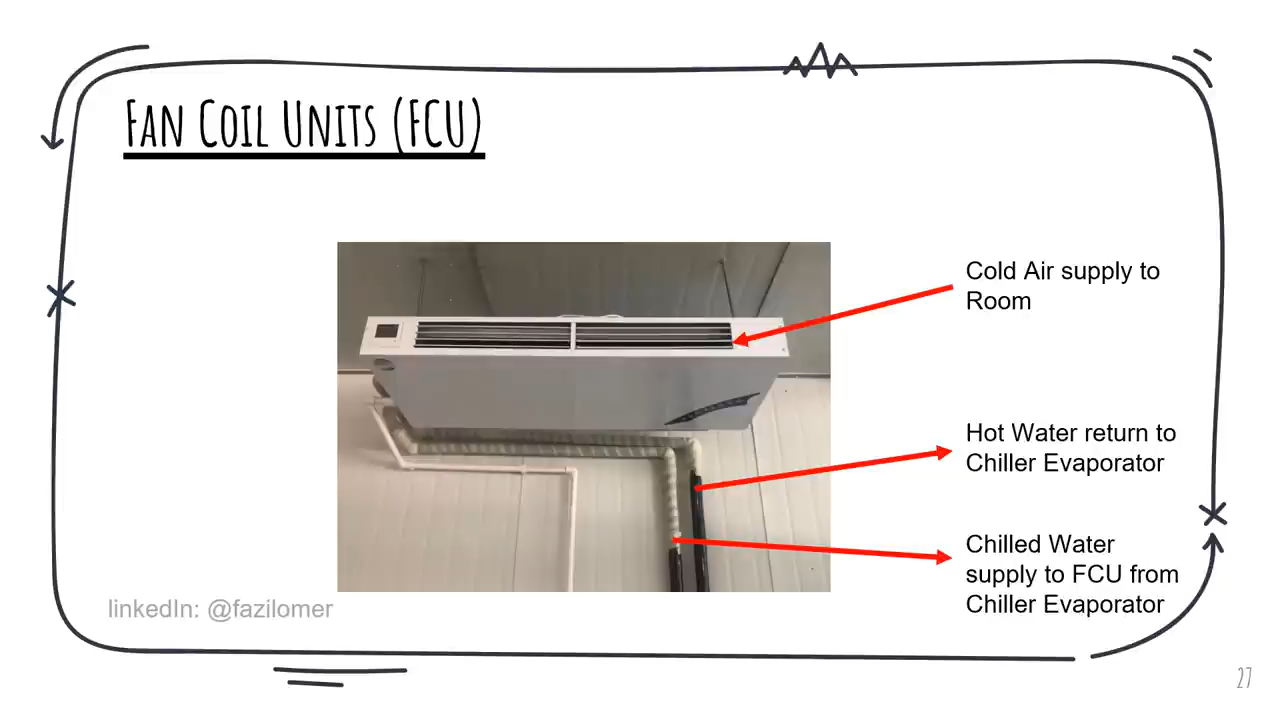 Fan Coil Units (FCU)
Cold Air supply to
Room
Hot Water return to
Chiller Evaporator
Chilled Water
supply to FCU from
Chiller Evaporator
linkedIn: @fazilomer
27